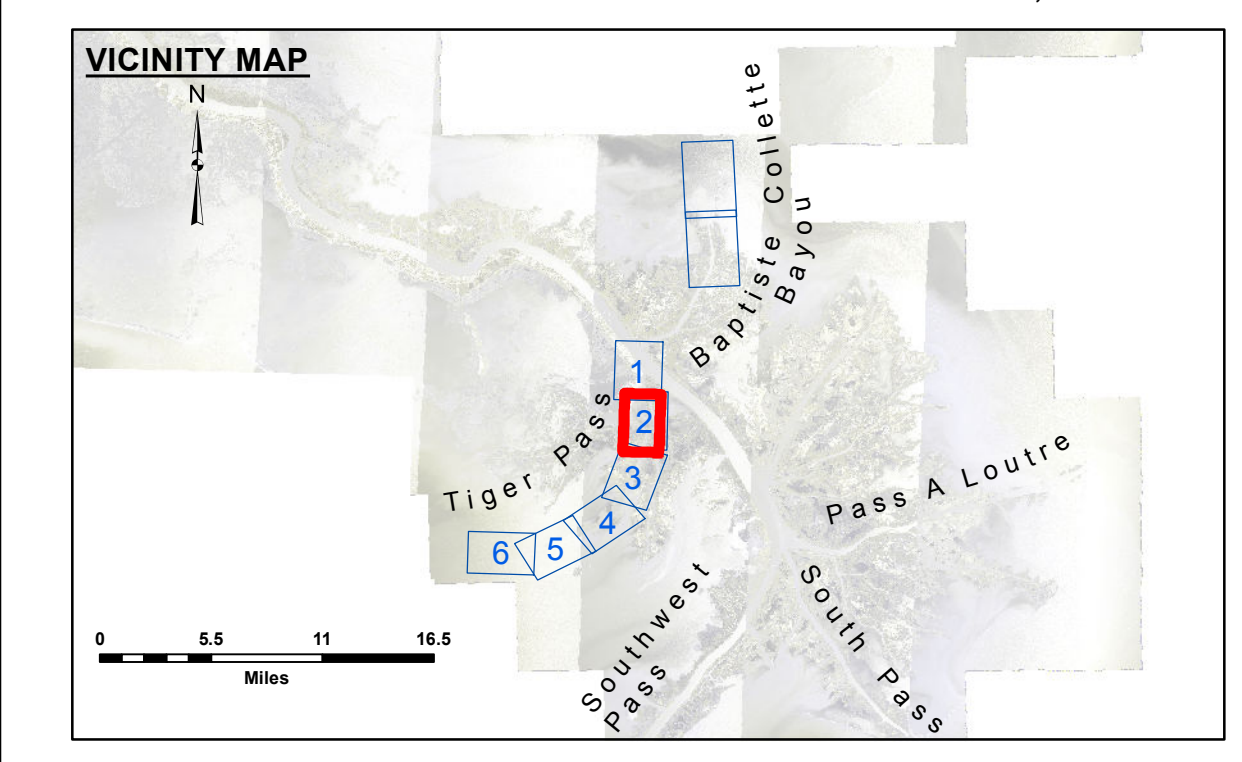 VICINITY MAP
N
Baptiste Collette
Bayou
1
2
3
4
5
6
Tiger Pass
Pass A Loutre
Southwest
Pass
South Pass
0 5.5 11 16.5
Miles